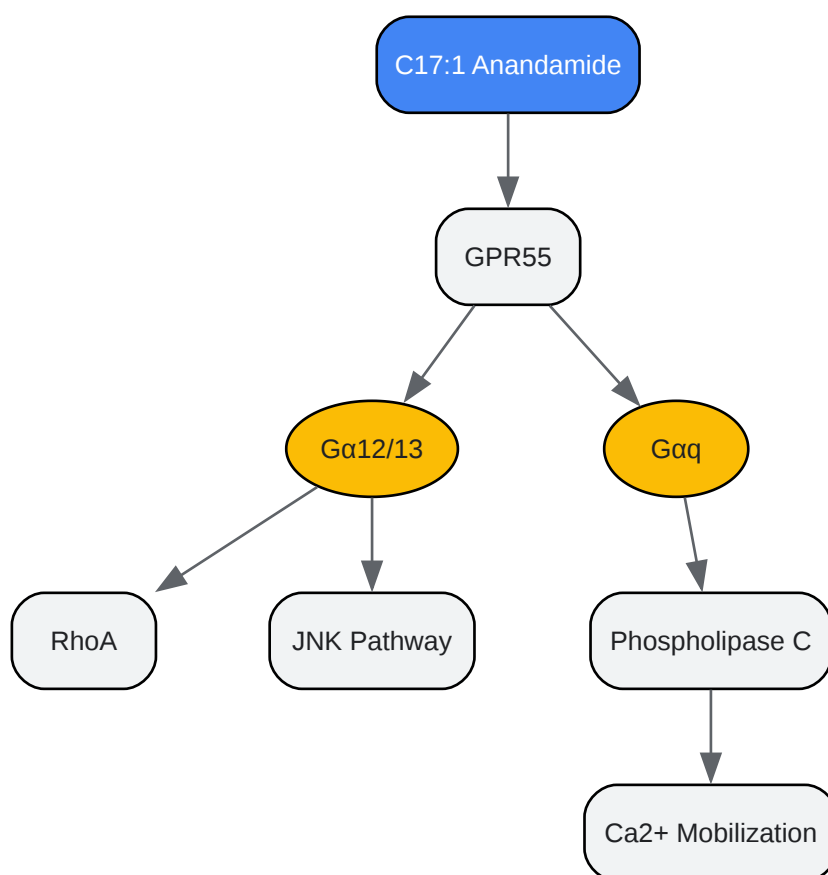 C17:1 Anandamide
GPR55
Gα12/13
Gαq
RhoA
JNK Pathway
Phospholipase C
Ca2+ Mobilization